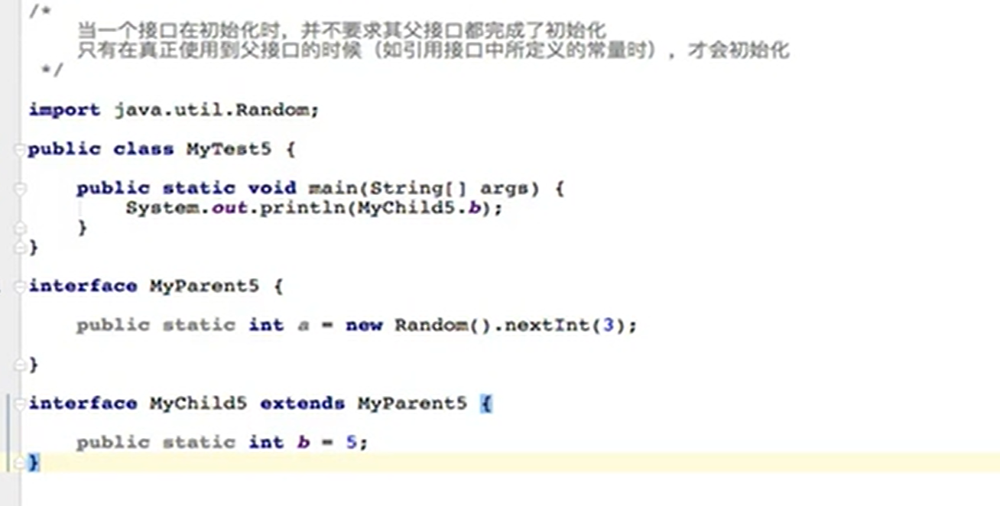 /*
当一个接口在初始化时，并不要求其父接口都完成了初始化
只有在真正使用到父接口的时候（如引用接口中所定义的常量时），才会初始化
*/
import java.util.Random;
public class MyTest5 {
public static void main(String[] args) {
System.out.println(MyChild5.b);
}
}
interface MyParent5 {
public static int a = new Random().nextInt(3);
}
interface MyChild5 extends MyParent5 {
public static int b = 5;
}